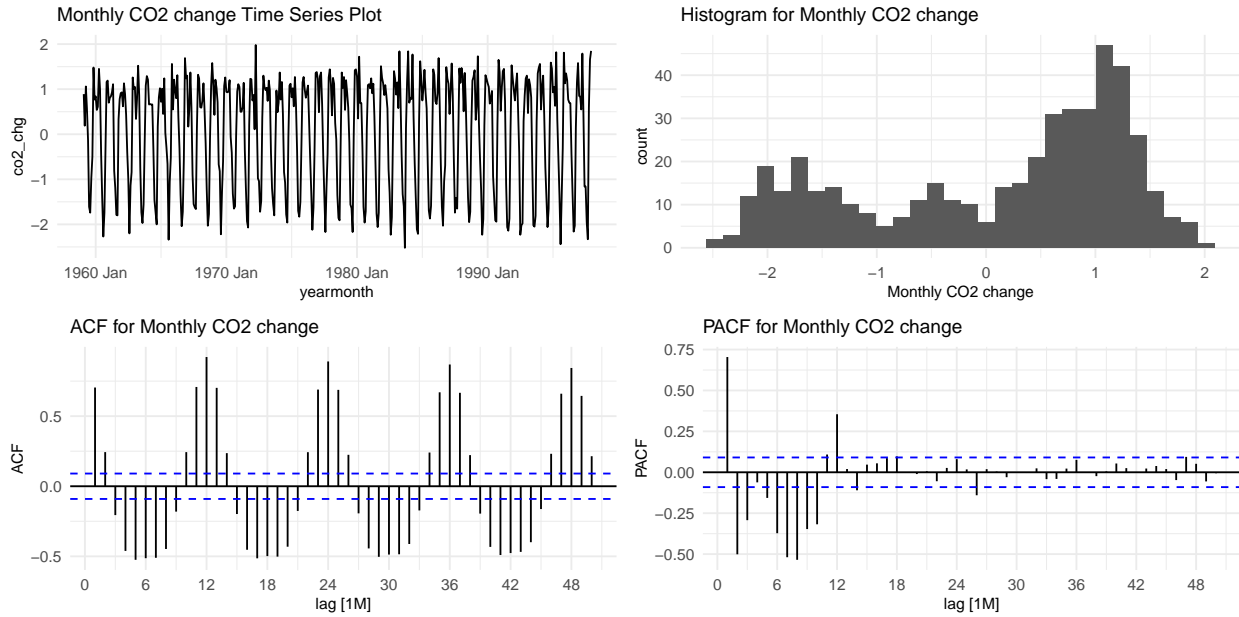 Monthly CO2 change Time Series Plot
2
1
0
−1
−2
co2_chg
1960 Jan 1970 Jan 1980 Jan 1990 Jan
yearmonth
Histogram for Monthly CO2 change
40
30
20
10
0
count
−2 −1 0 1 2
Monthly CO2 change
ACF for Monthly CO2 change
0.5
0.0
−0.5
ACF
0 6 12 18 24 30 36 42 48
lag [1M]
PACF for Monthly CO2 change
0.75
0.50
0.25
0.00
−0.25
−0.50
PACF
0 6 12 18 24 30 36 42 48
lag [1M]